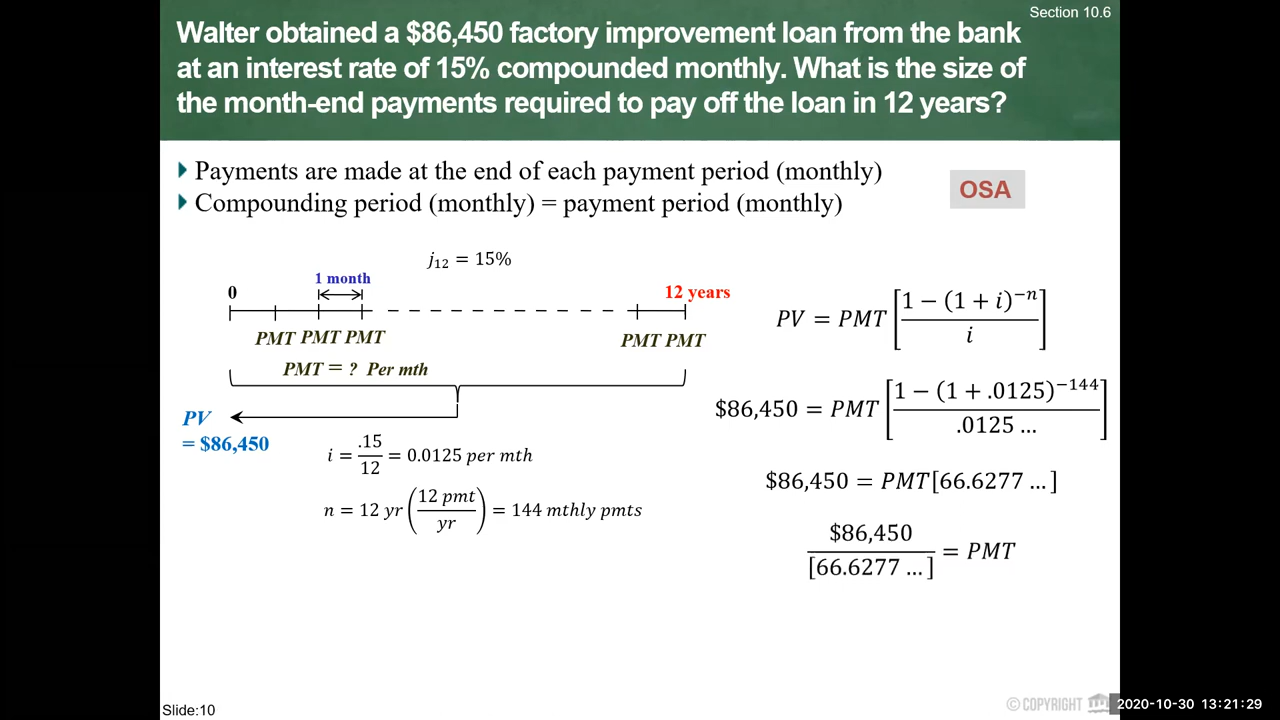 Section 10.6
Walter obtained a $86,450 factory improvement loan from the bank
at an interest rate of 15% compounded monthly. What is the size of
the month-end payments required to pay off the loan in 12 years?
Payments are made at the end of each payment period (monthly)
Compounding period (monthly) = payment period (monthly)
OSA
j₁₂ = 15%
1 month
0
12 years
PMT PMT PMT
PMT PMT
PMT = ? Per mth
PV
= $86,450
i = .15/12 = 0.0125 per mth
n = 12 yr (12 pmt/yr) = 144 mthly pmts
PV = PMT [1 − (1 + i)⁻ⁿ / i]
$86,450 = PMT [1 − (1 + .0125)⁻¹⁴⁴ / .0125 …]
$86,450 = PMT[66.6277 …]
$86,450 / [66.6277 …] = PMT
Slide:10
© COPYRIGHT
2020-10-30 13:21:29